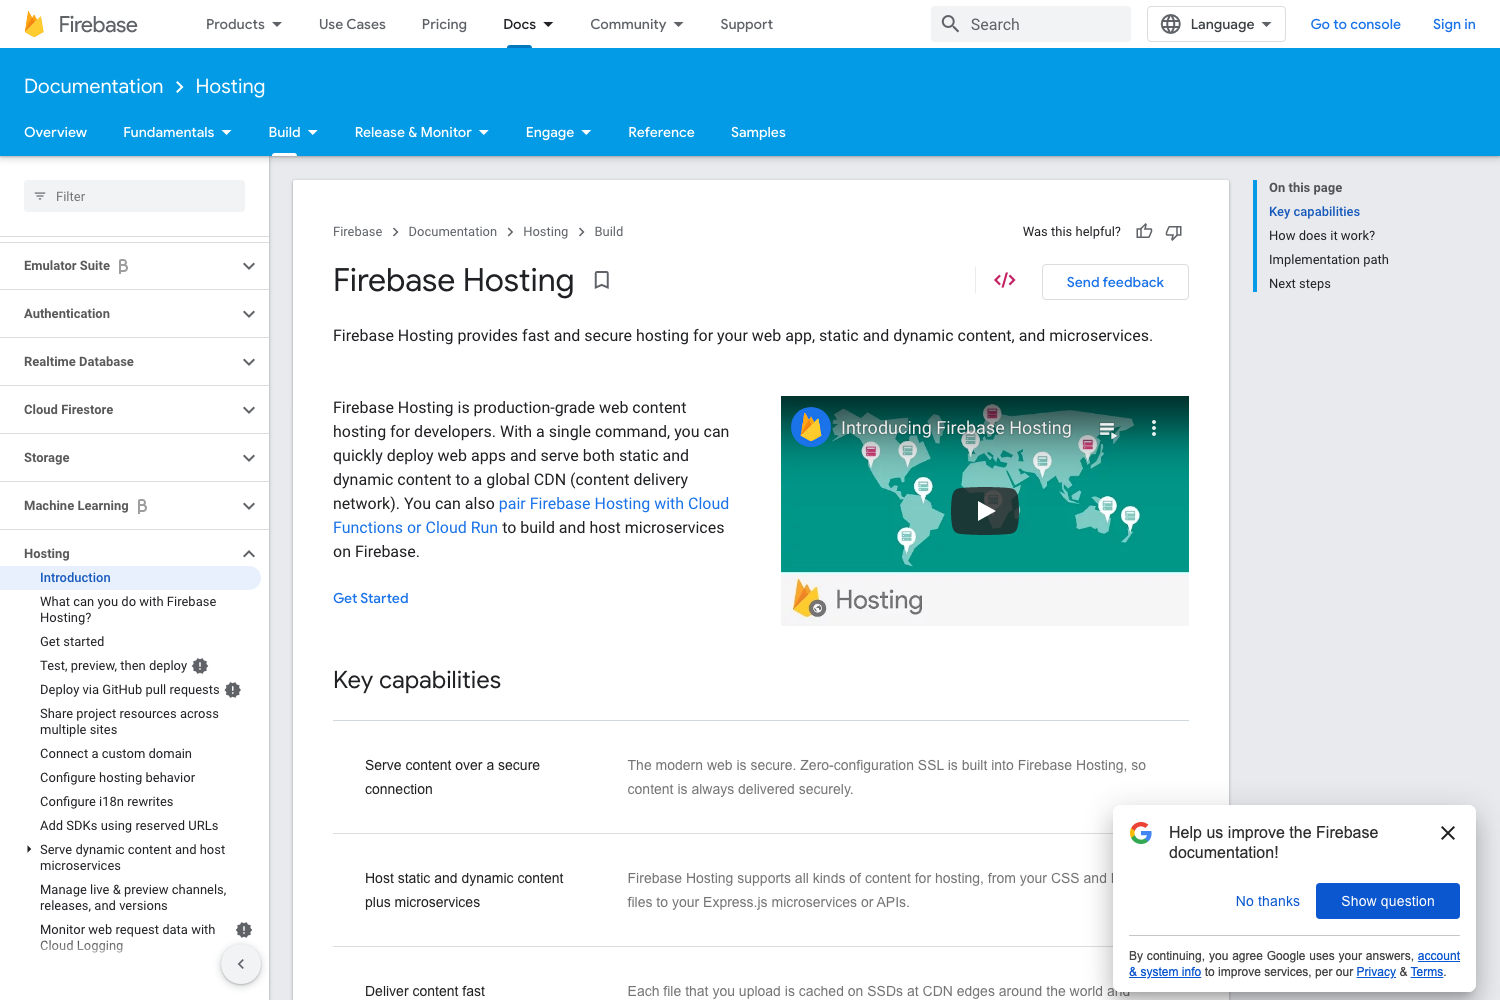 Firebase
Products
Use Cases
Pricing
Docs
Community
Support
Search
Language
Go to console
Sign in
Documentation
Hosting
Overview
Fundamentals
Build
Release & Monitor
Engage
Reference
Samples
Filter
Emulator Suite β
Authentication
Realtime Database
Cloud Firestore
Storage
Machine Learning β
Hosting
Introduction
What can you do with Firebase
Hosting?
Get started
Test, preview, then deploy
Deploy via GitHub pull requests
Share project resources across
multiple sites
Connect a custom domain
Configure hosting behavior
Configure i18n rewrites
Add SDKs using reserved URLs
Serve dynamic content and host
microservices
Manage live & preview channels,
releases, and versions
Monitor web request data with
Cloud Logging
Firebase
Documentation
Hosting
Build
Was this helpful?
Firebase Hosting
</>
Send feedback
Firebase Hosting provides fast and secure hosting for your web app, static and dynamic content, and microservices.
Firebase Hosting is production-grade web content
hosting for developers. With a single command, you can
quickly deploy web apps and serve both static and
dynamic content to a global CDN (content delivery
network). You can also pair Firebase Hosting with Cloud
Functions or Cloud Run to build and host microservices
on Firebase.
Get Started
Introducing Firebase Hosting
Hosting
Key capabilities
Serve content over a secure
connection
The modern web is secure. Zero-configuration SSL is built into Firebase Hosting, so
content is always delivered securely.
Host static and dynamic content
plus microservices
Firebase Hosting supports all kinds of content for hosting, from your CSS and
files to your Express.js microservices or APIs.
Deliver content fast
Each file that you upload is cached on SSDs at CDN edges around the world and
On this page
Key capabilities
How does it work?
Implementation path
Next steps
Help us improve the Firebase
documentation!
No thanks
Show question
By continuing, you agree Google uses your answers, account
& system info to improve services, per our Privacy & Terms.